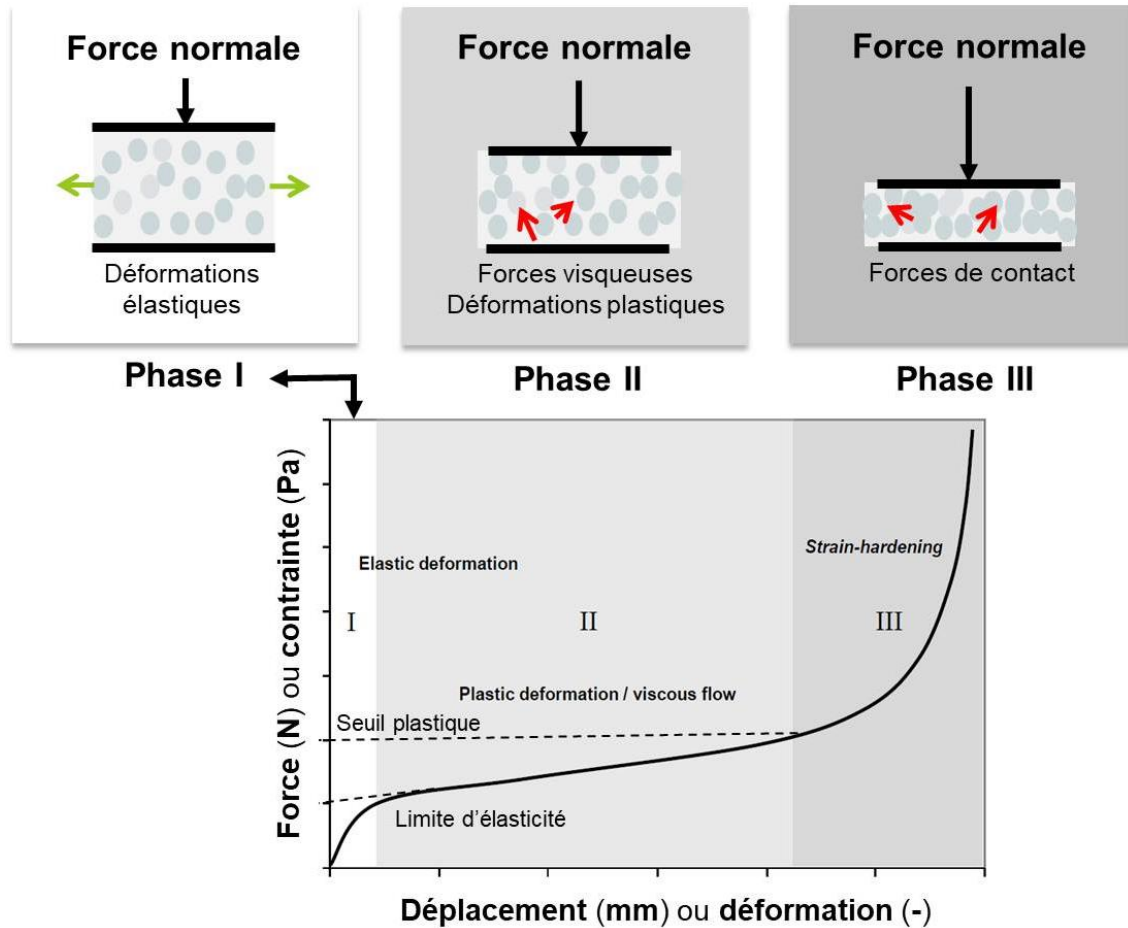 Force normale
Déformations
élastiques
Force normale
Forces visqueuses
Déformations plastiques
Force normale
Forces de contact
Phase I
Phase II
Phase III
Force (N) ou contrainte (Pa)
Elastic deformation
Strain-hardening
I
II
III
Plastic deformation / viscous flow
Seuil plastique
Limite d'élasticité
Déplacement (mm) ou déformation (-)